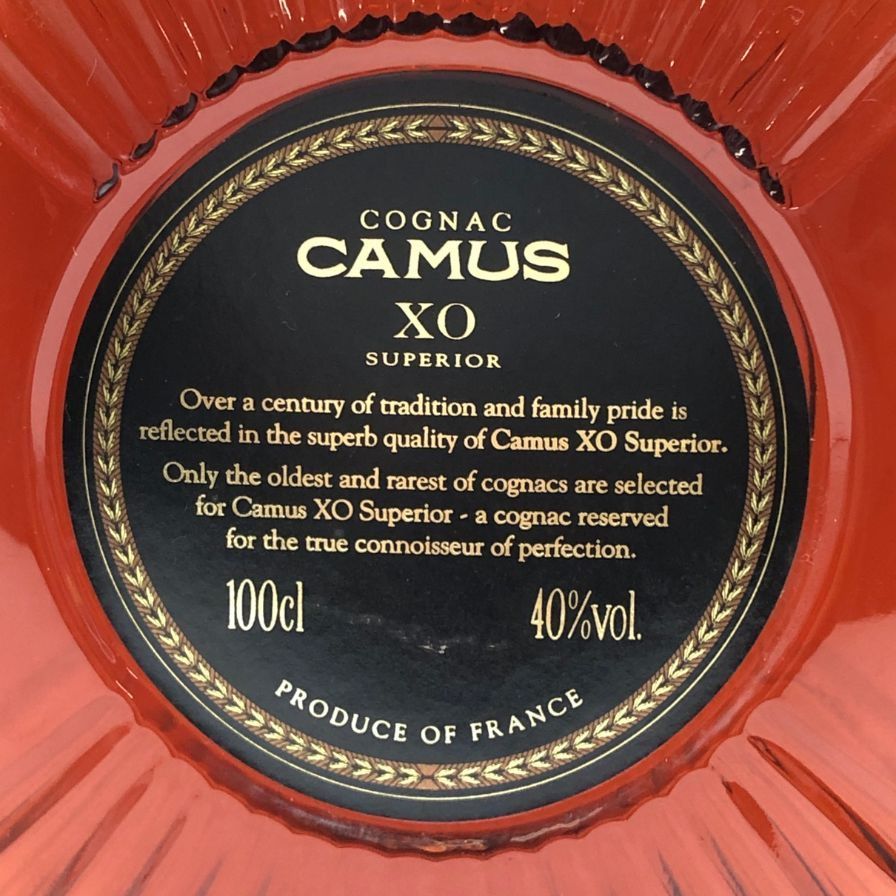 COGNAC
CAMUS
XO
SUPERIOR
Over a century of tradition and family pride is
reflected in the superb quality of Camus XO Superior.
Only the oldest and rarest of cognacs are selected
for Camus XO Superior - a cognac reserved
for the true connoisseur of perfection.
100cl 40%vol.
PRODUCE OF FRANCE